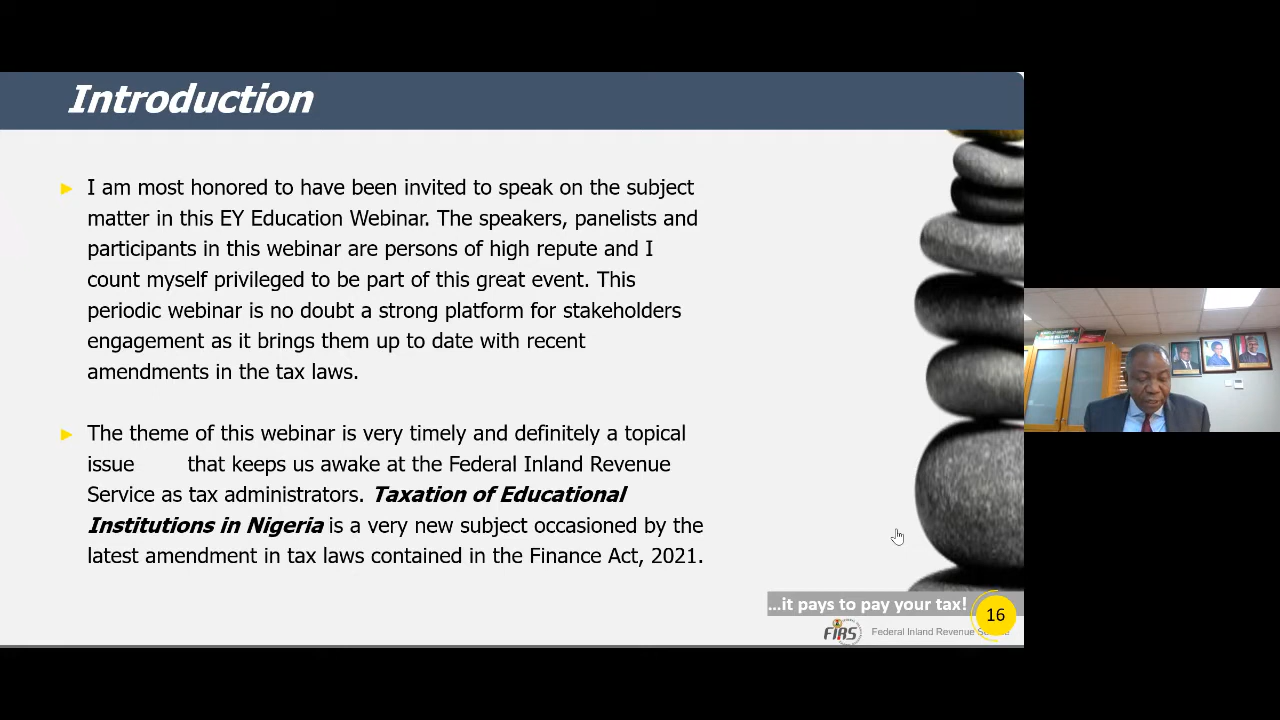 Introduction
► I am most honored to have been invited to speak on the subject
matter in this EY Education Webinar. The speakers, panelists and
participants in this webinar are persons of high repute and I
count myself privileged to be part of this great event. This
periodic webinar is no doubt a strong platform for stakeholders
engagement as it brings them up to date with recent
amendments in the tax laws.
► The theme of this webinar is very timely and definitely a topical
issue that keeps us awake at the Federal Inland Revenue
Service as tax administrators. Taxation of Educational
Institutions in Nigeria is a very new subject occasioned by the
latest amendment in tax laws contained in the Finance Act, 2021.
...it pays to pay your tax!
16
FIRS Federal Inland Revenue